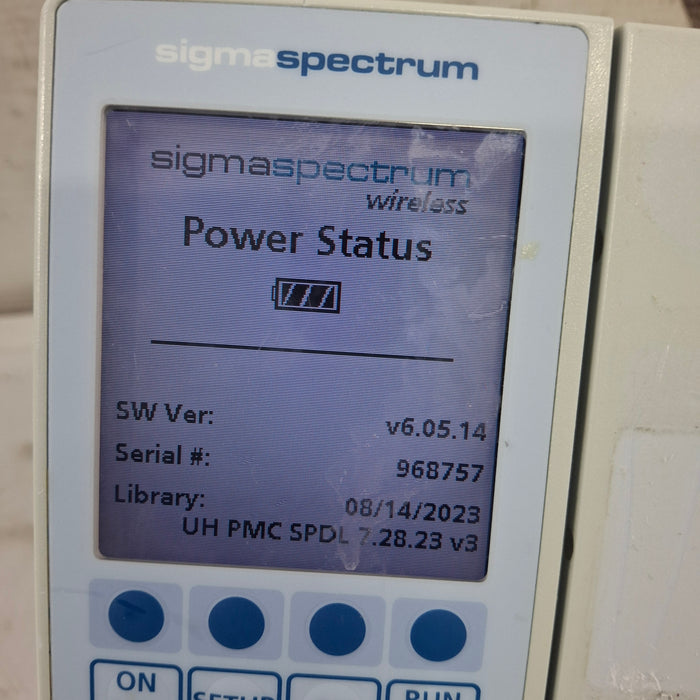 sigmaspectrum
sigmaspectrum
wireless
Power Status
SW Ver: v6.05.14
Serial #: 968757
Library: 08/14/2023
UH PMC SPDL 7.28.23 v3
ON RUN